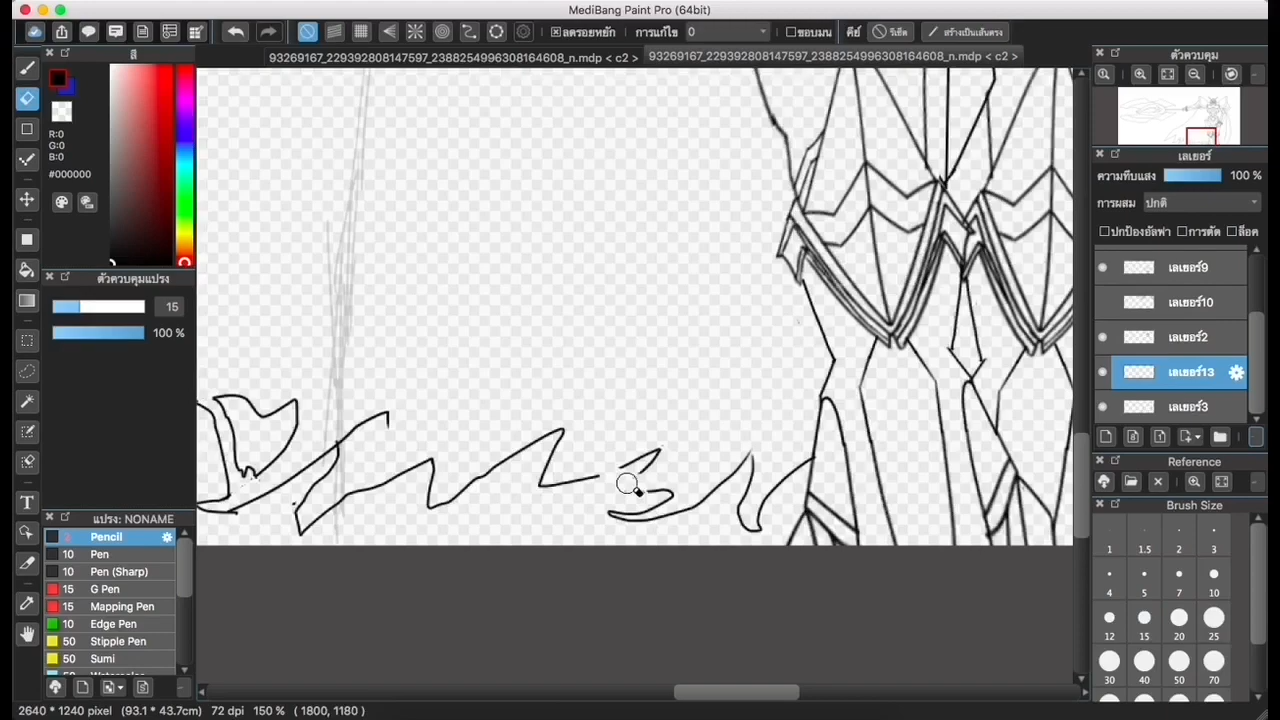 MediBang Paint Pro (64bit)
ลดรอยหยัก การแก้ไข 0 ขอบมน คีย์ รีเซ็ต สร้างเป็นเส้นตรง
93269167_229392808147597_2388254996308164608_n.mdp < c2 > 93269167_229392808147597_2388254996308164608_n.mdp < c2 >
สี
R:0
G:0
B:0
#000000
ตัวควบคุมแปรง
15
100 %
แปรง: NONAME
Pencil
10 Pen
10 Pen (Sharp)
15 G Pen
15 Mapping Pen
10 Edge Pen
50 Stipple Pen
50 Sumi
ตัวควบคุม
เลเยอร์
ความทึบแสง 100 %
การผสม ปกติ
ปกป้องอัลฟา การตัด ล็อค
เลเยอร์9
เลเยอร์10
เลเยอร์2
เลเยอร์13
เลเยอร์3
Reference
Brush Size
1 1.5 2 3
4 5 7 10
12 15 20 25
30 40 50 70
2640 * 1240 pixel (93.1 * 43.7cm) 72 dpi 150 % ( 1800, 1180 )